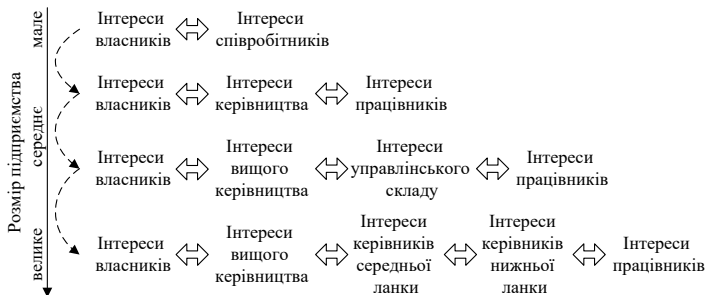 Розмір підприємства
мале
середнє
велике
Інтереси
власників
Інтереси
співробітників
Інтереси
власників
Інтереси
керівництва
Інтереси
працівників
Інтереси
власників
Інтереси
вищого
керівництва
Інтереси
управлінського
складу
Інтереси
працівників
Інтереси
власників
Інтереси
вищого
керівництва
Інтереси
керівників
середньої
ланки
Інтереси
керівників
нижньої
ланки
Інтереси
працівників